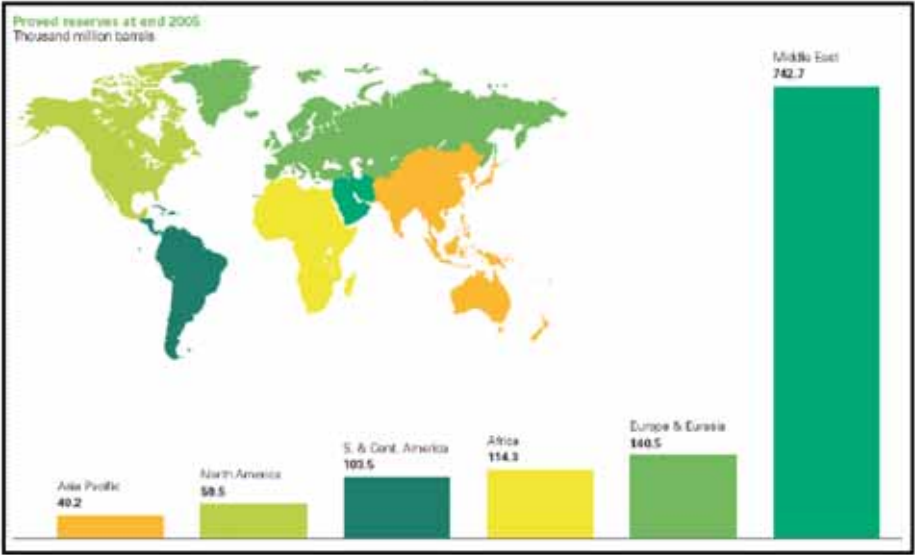 Proved reserves at end 2005
Thousand million barrels
Middle East
742.7
Europe & Eurasia
140.5
Africa
114.3
S. & Cent. America
103.5
North America
59.5
Asia Pacific
40.2